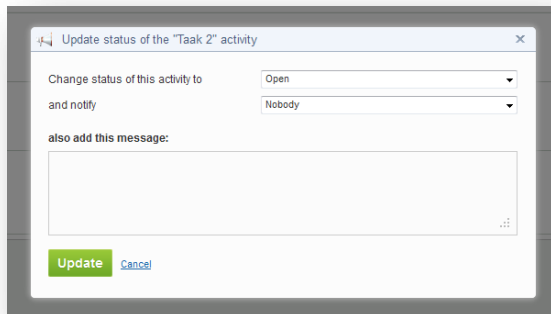 Update status of the "Taak 2" activity
Change status of this activity to Open
and notify Nobody
also add this message:
Update Cancel